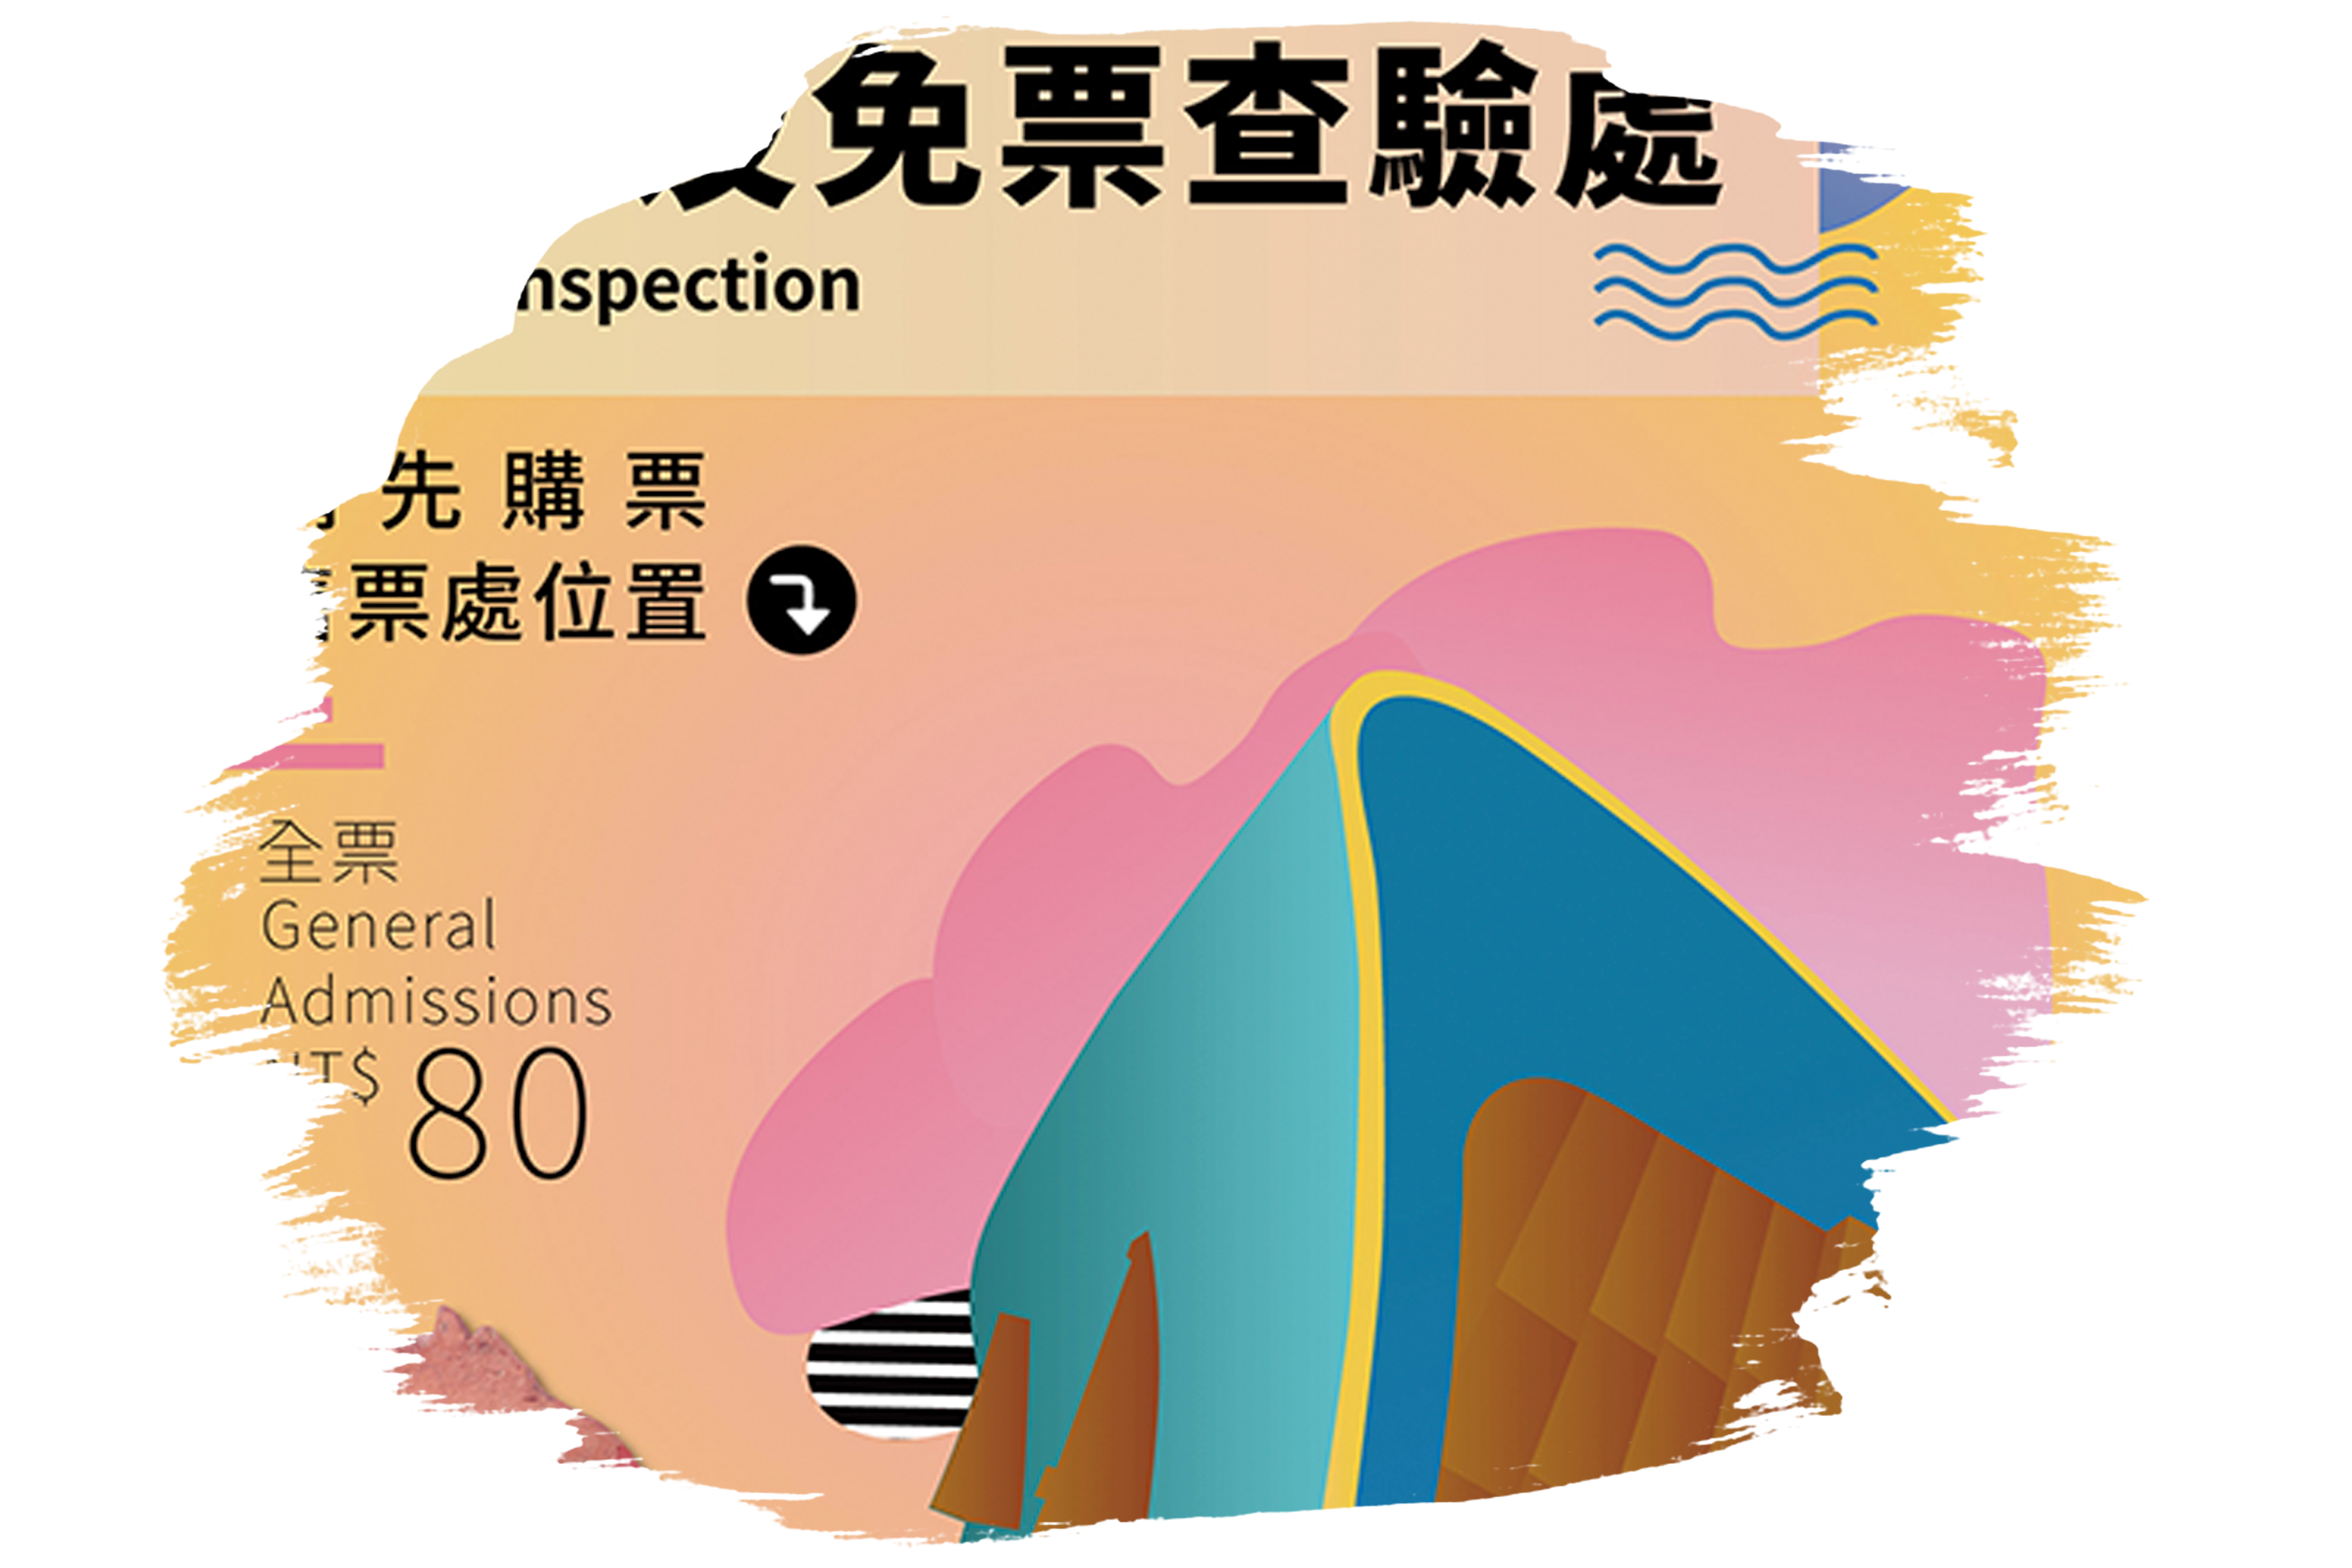 免票查驗處
nspection
先購票
票處位置
全票
General
Admissions
T$ 80